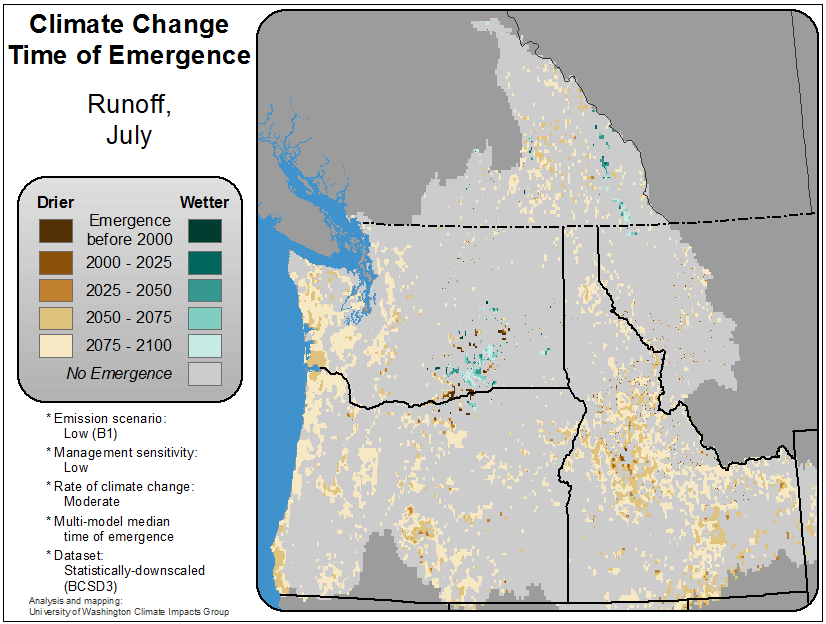 Climate Change
Time of Emergence
Runoff,
July
Drier Wetter
Emergence
before 2000
2000 - 2025
2025 - 2050
2050 - 2075
2075 - 2100
No Emergence
* Emission scenario:
Low (B1)
* Management sensitivity:
Low
* Rate of climate change:
Moderate
* Multi-model median
time of emergence
* Dataset:
Statistically-downscaled
(BCSD3)
Analysis and mapping:
University of Washington Climate Impacts Group